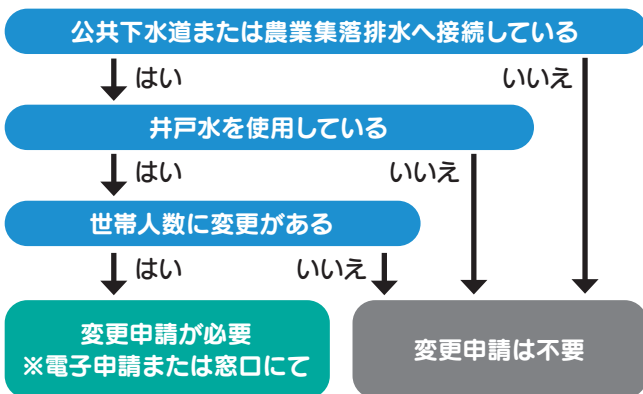 公共下水道または農業集落排水へ接続している
はい
いいえ
井戸水を使用している
はい
いいえ
世帯人数に変更がある
はい
いいえ
変更申請が必要
※電子申請または窓口にて
変更申請は不要